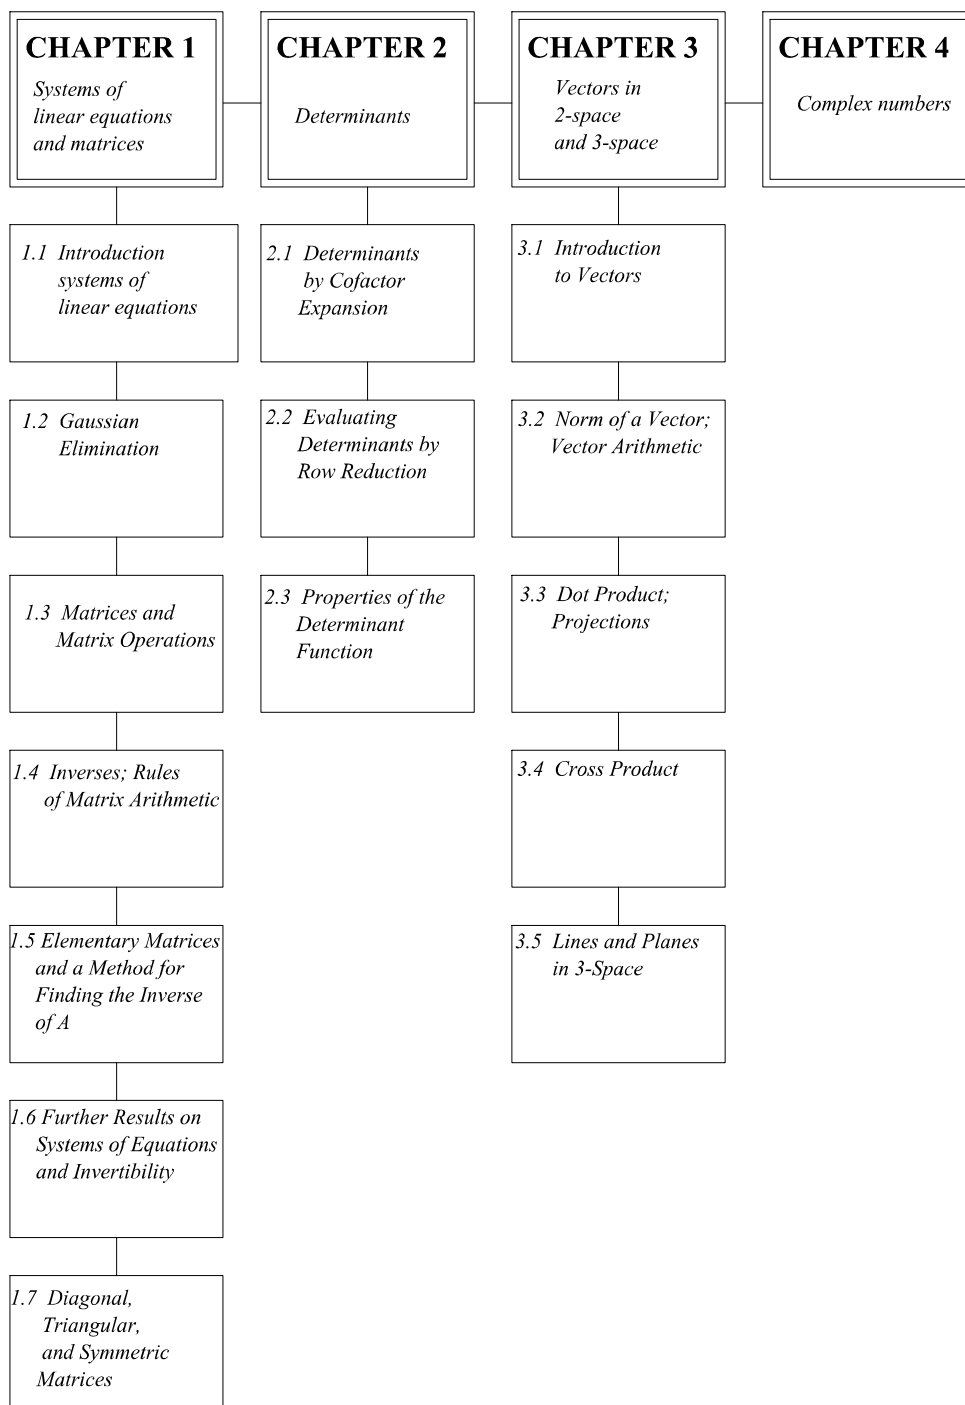 CHAPTER 1
Systems of
linear equations
and matrices
1.1 Introduction
systems of
linear equations
1.2 Gaussian
Elimination
1.3 Matrices and
Matrix Operations
1.4 Inverses; Rules
of Matrix Arithmetic
1.5 Elementary Matrices
and a Method for
Finding the Inverse
of A
1.6 Further Results on
Systems of Equations
and Invertibility
1.7 Diagonal,
Triangular,
and Symmetric
Matrices
CHAPTER 2
Determinants
2.1 Determinants
by Cofactor
Expansion
2.2 Evaluating
Determinants by
Row Reduction
2.3 Properties of the
Determinant
Function
CHAPTER 3
Vectors in
2-space
and 3-space
3.1 Introduction
to Vectors
3.2 Norm of a Vector;
Vector Arithmetic
3.3 Dot Product;
Projections
3.4 Cross Product
3.5 Lines and Planes
in 3-Space
CHAPTER 4
Complex numbers